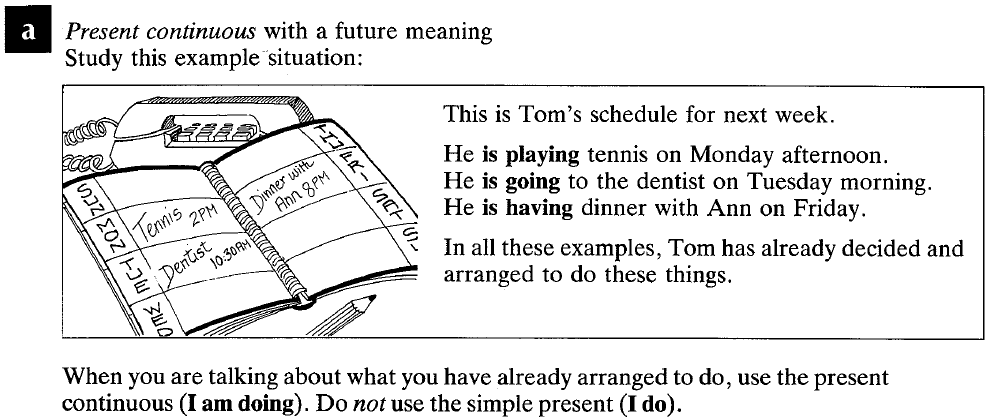 a
Present continuous with a future meaning
Study this example situation:
This is Tom's schedule for next week.
He is playing tennis on Monday afternoon.
He is going to the dentist on Tuesday morning.
He is having dinner with Ann on Friday.
In all these examples, Tom has already decided and
arranged to do these things.
SUN
MON
Tennis
2PM
TUE
Dentist
10:30AM
WED
THU
FRI
Dinner with
Ann 8PM
SAT
When you are talking about what you have already arranged to do, use the present
continuous (I am doing). Do not use the simple present (I do).